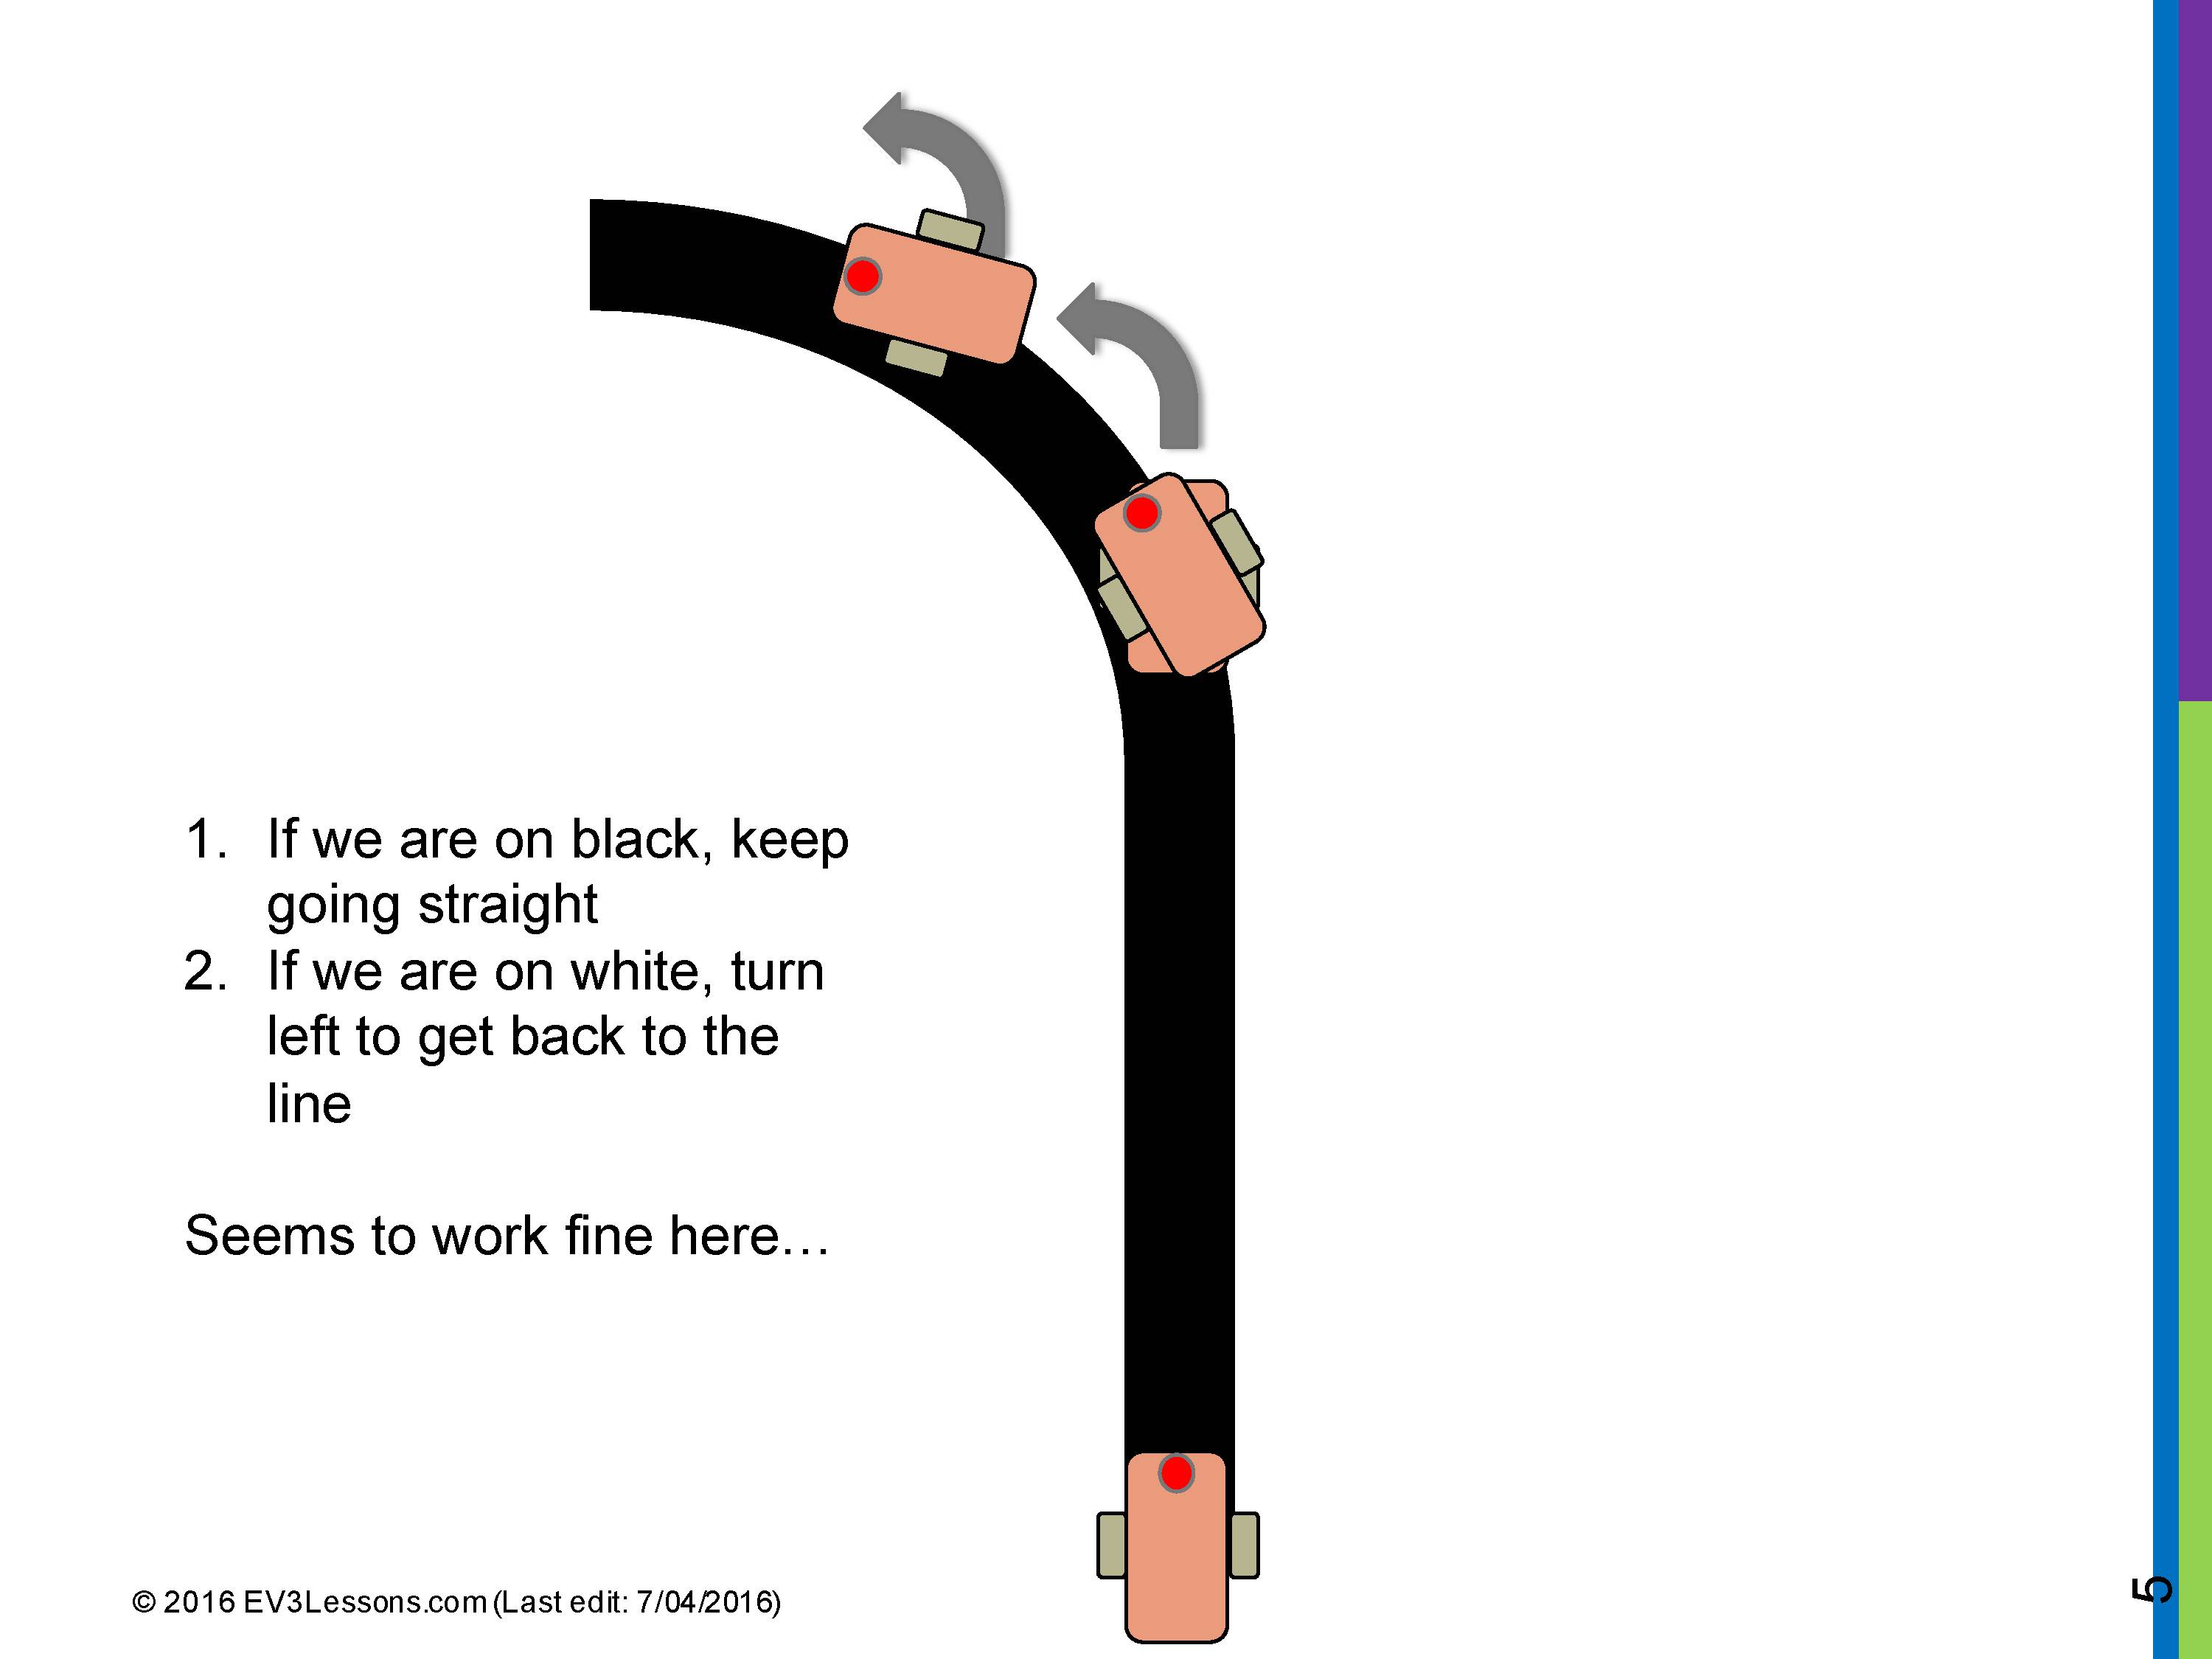 1. If we are on black, keep
going straight
2. If we are on white, turn
left to get back to the
line
Seems to work fine here…
© 2016 EV3Lessons.com (Last edit: 7/04/2016)
5